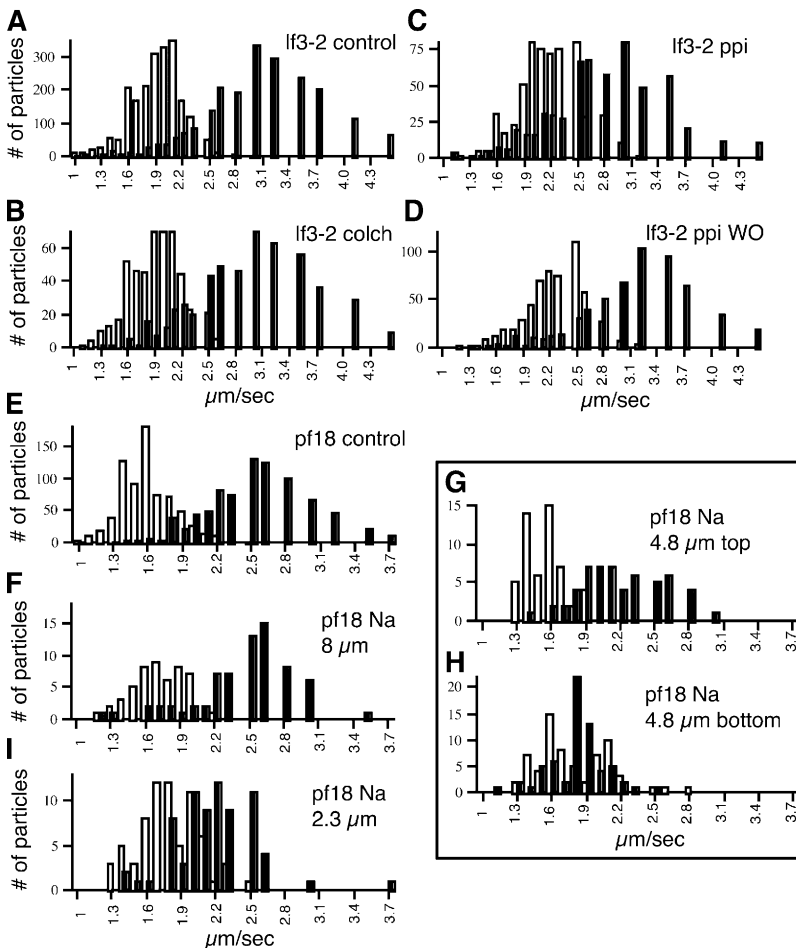 A
lf3-2 control
# of particles
300
200
100
0
1 1.3 1.6 1.9 2.2 2.5 2.8 3.1 3.4 3.7 4.0 4.3
C
lf3-2 ppi
75
50
25
0
1 1.3 1.6 1.9 2.2 2.5 2.8 3.1 3.4 3.7 4.0 4.3
B
lf3-2 colch
# of particles
60
40
20
0
1 1.3 1.6 1.9 2.2 2.5 2.8 3.1 3.4 3.7 4.0 4.3
µm/sec
D
lf3-2 ppi WO
100
50
0
1 1.3 1.6 1.9 2.2 2.5 2.8 3.1 3.4 3.7 4.0 4.3
µm/sec
E
pf18 control
# of particles
150
100
50
0
1 1.3 1.6 1.9 2.2 2.5 2.8 3.1 3.4 3.7
F
pf18 Na
8 µm
# of particles
15
10
5
0
1 1.3 1.6 1.9 2.2 2.5 2.8 3.1 3.4 3.7
G
pf18 Na
4.8 µm top
15
10
5
0
1 1.3 1.6 1.9 2.2 2.5 2.8 3.1 3.4 3.7
H
pf18 Na
4.8 µm bottom
20
15
10
5
0
1 1.3 1.6 1.9 2.2 2.5 2.8 3.1 3.4 3.7
µm/sec
I
pf18 Na
2.3 µm
# of particles
10
5
0
1 1.3 1.6 1.9 2.2 2.5 2.8 3.1 3.4 3.7
µm/sec